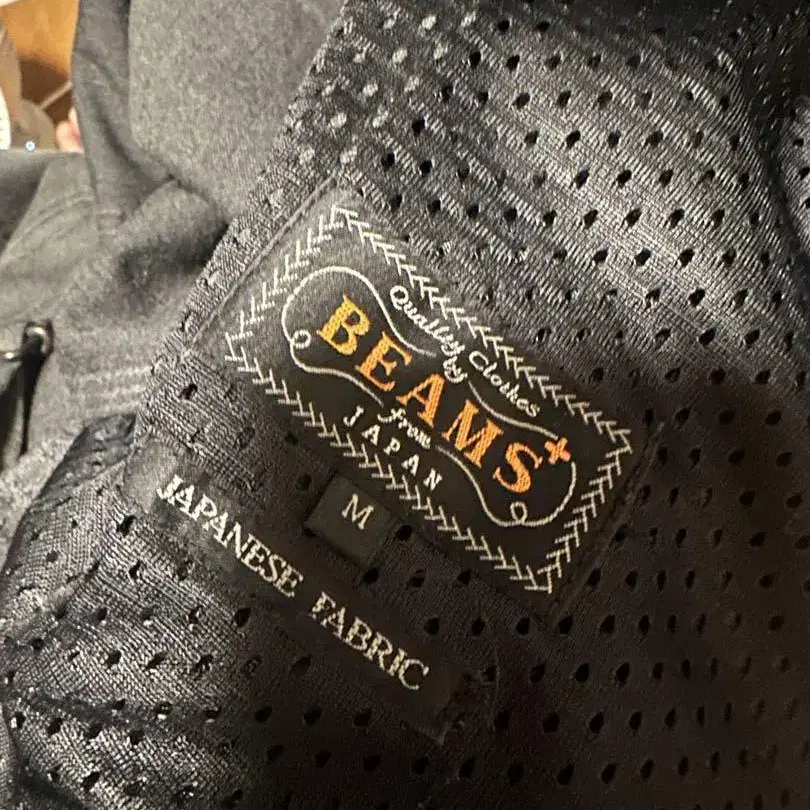 Quality Clothes
by
BEAMS+
from
JAPAN
M
JAPANESE FABRIC